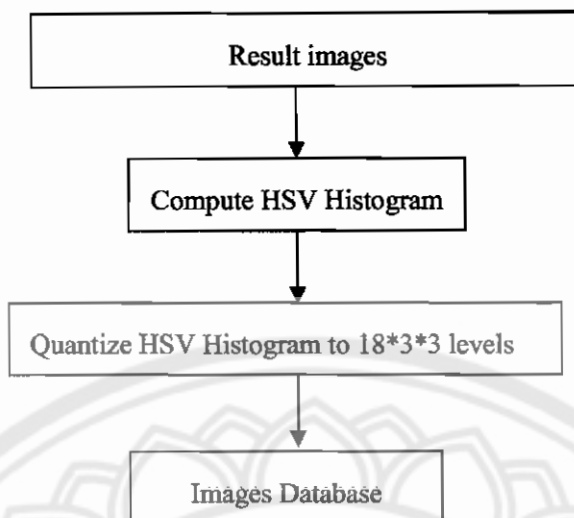 Result images
Compute HSV Histogram
Quantize HSV Histogram to 18*3*3 levels
Images Database